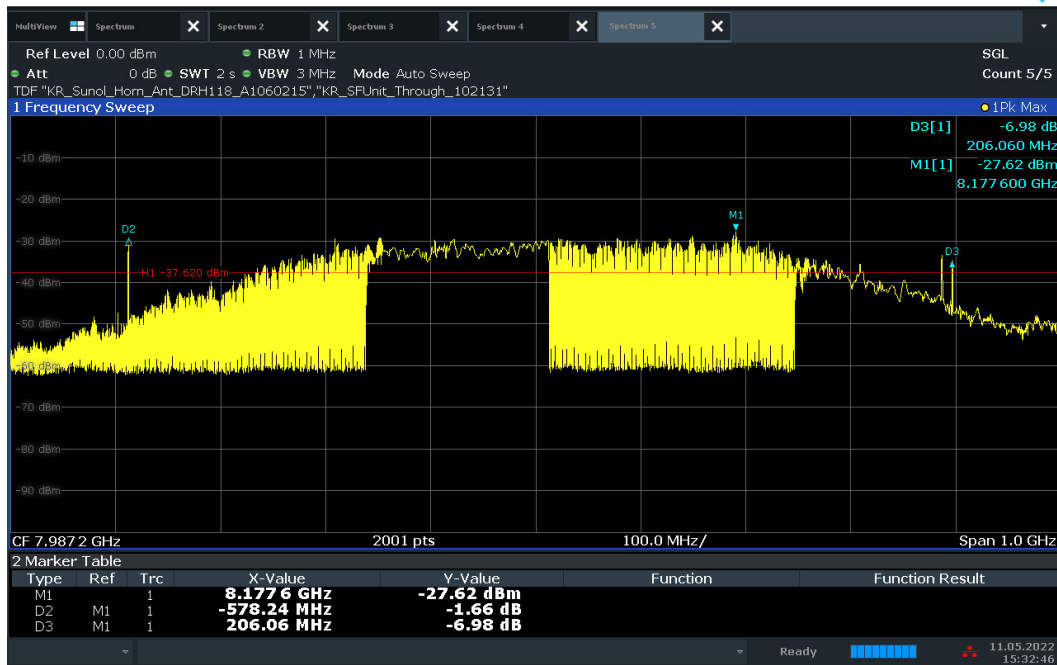 MultiView Spectrum Spectrum 2 Spectrum 3 Spectrum 4 Spectrum 5
Ref Level 0.00 dBm RBW 1 MHz SGL
Att 0 dB SWT 2 s VBW 3 MHz Mode Auto Sweep Count 5/5
TDF "KR_Sunol_Horn_Ant_DRH118_A1060215","KR_SFUnit_Through_102131"
1 Frequency Sweep 1Pk Max
D3[1] -6.98 dB
206.060 MHz
M1[1] -27.62 dBm
8.177600 GHz
-10 dBm
-20 dBm
M1
D2
-30 dBm
D3
H1 -37.620 dBm
-40 dBm
-50 dBm
-60 dBm
-70 dBm
-80 dBm
-90 dBm
CF 7.9872 GHz 2001 pts 100.0 MHz/ Span 1.0 GHz
2 Marker Table
Type Ref Trc X-Value Y-Value Function Function Result
M1 1 8.1776 GHz -27.62 dBm
D2 M1 1 -578.24 MHz -1.66 dB
D3 M1 1 206.06 MHz -6.98 dB
Ready 11.05.2022
15:32:46